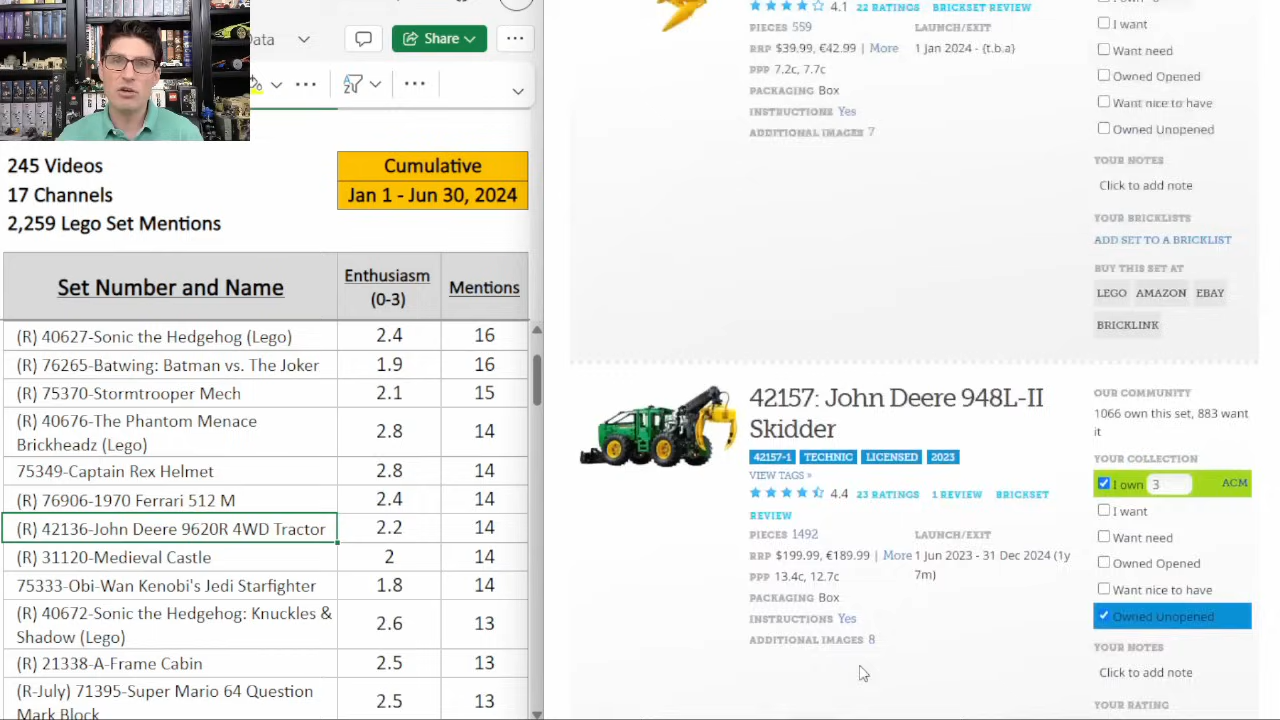 Data
Share
245 Videos
17 Channels
2,259 Lego Set Mentions
Cumulative
Jan 1 - Jun 30, 2024
Set Number and Name
Enthusiasm
(0-3)
Mentions
(R) 40627-Sonic the Hedgehog (Lego) 2.4 16
(R) 76265-Batwing: Batman vs. The Joker 1.9 16
(R) 75370-Stormtrooper Mech 2.1 15
(R) 40676-The Phantom Menace
Brickheadz (Lego) 2.8 14
75349-Captain Rex Helmet 2.8 14
(R) 76906-1970 Ferrari 512 M 2.4 14
(R) 42136-John Deere 9620R 4WD Tractor 2.2 14
(R) 31120-Medieval Castle 2 14
75333-Obi-Wan Kenobi's Jedi Starfighter 1.8 14
(R) 40672-Sonic the Hedgehog: Knuckles &
Shadow (Lego) 2.6 13
(R) 21338-A-Frame Cabin 2.5 13
(R-July) 71395-Super Mario 64 Question
Mark Block 2.5 13
4.1 22 RATINGS BRICKSET REVIEW
PIECES 559
RRP $39.99, €42.99 | More
PPP 7.2c, 7.7c
PACKAGING Box
INSTRUCTIONS Yes
ADDITIONAL IMAGES 7
LAUNCH/EXIT
1 Jan 2024 - {t.b.a}
I want
Want need
Owned Opened
Want nice to have
Owned Unopened
YOUR NOTES
Click to add note
YOUR BRICKLISTS
ADD SET TO A BRICKLIST
BUY THIS SET AT
LEGO AMAZON EBAY
BRICKLINK
42157: John Deere 948L-II
Skidder
42157-1 TECHNIC LICENSED 2023
VIEW TAGS »
4.4 23 RATINGS 1 REVIEW BRICKSET
REVIEW
PIECES 1492
RRP $199.99, €189.99 | More
PPP 13.4c, 12.7c
PACKAGING Box
INSTRUCTIONS Yes
ADDITIONAL IMAGES 8
LAUNCH/EXIT
1 Jun 2023 - 31 Dec 2024 (1y
7m)
OUR COMMUNITY
1066 own this set, 883 want
it
YOUR COLLECTION
I own 3 ACM
I want
Want need
Owned Opened
Want nice to have
Owned Unopened
YOUR NOTES
Click to add note
YOUR RATING